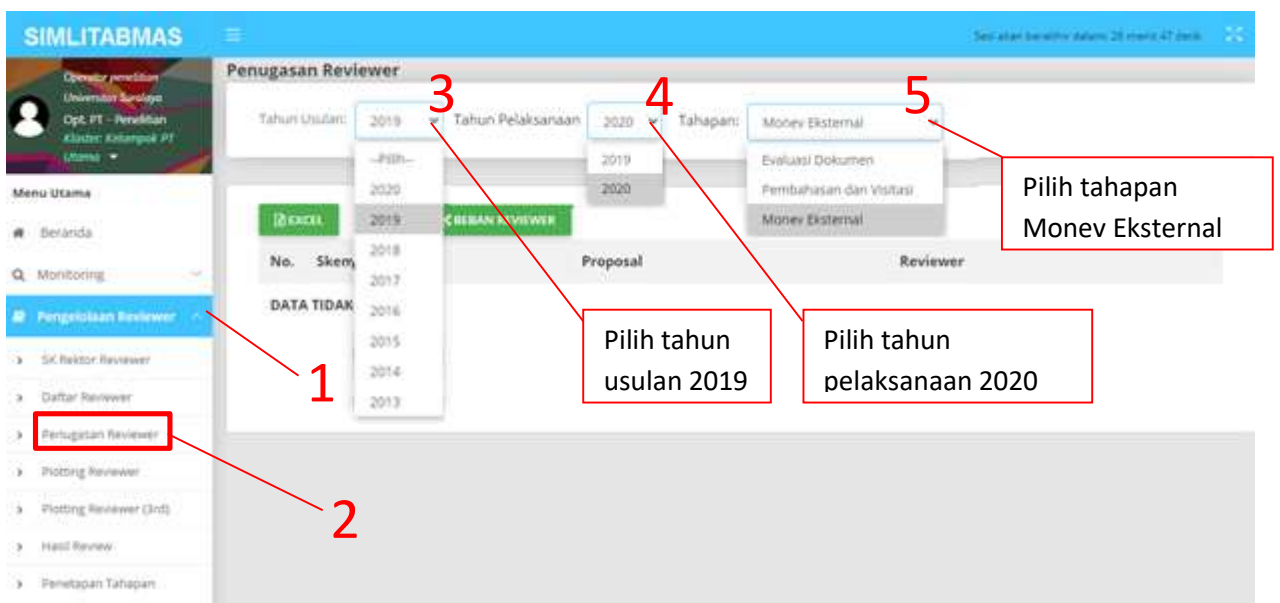 SIMLITABMAS
Sesi akan berakhir dalam 28 menit 47 detik
Operator penelitian
Universitas Surabaya
Opt. PT - Penelitian
Klaster: Kelompok PT
Utama
Penugasan Reviewer
3
4
5
Tahun Usulan: 2019 Tahun Pelaksanaan 2020 Tahapan: Monev Eksternal
--Pilih--
2020
2019
2018
2017
2016
2015
2014
2013
2019
2020
Evaluasi Dokumen
Pembahasan dan Visitasi
Monev Eksternal
Pilih tahapan
Monev Eksternal
EXCEL
BEBAN REVIEWER
No. Proposal Reviewer
DATA TIDAK
Pilih tahun
usulan 2019
Pilih tahun
pelaksanaan 2020
Menu Utama
Beranda
Monitoring
Pengelolaan Reviewer
1
SK Rektor Reviewer
Daftar Reviewer
Penugasan Reviewer
2
Plotting Reviewer
Plotting Reviewer (3rd)
Hasil Review
Penetapan Tahapan